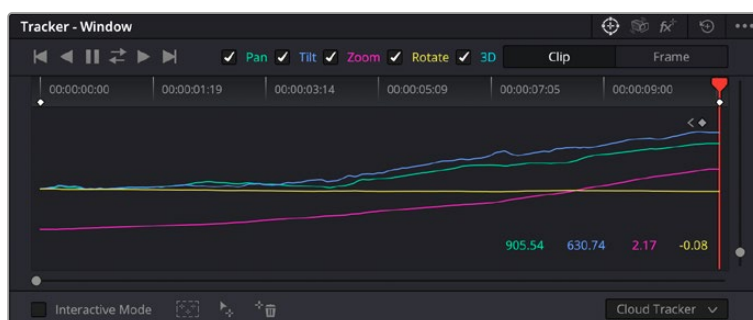 Tracker - Window
Pan Tilt Zoom Rotate 3D Clip Frame
00:00:00:00 00:00:01:19 00:00:03:14 00:00:05:09 00:00:07:05 00:00:09:00
905.54 630.74 2.17 -0.08
Interactive Mode Cloud Tracker